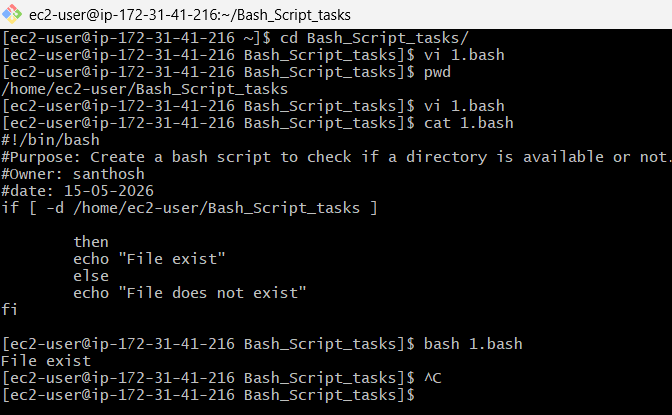 ec2-user@ip-172-31-41-216:~/Bash_Script_tasks
[ec2-user@ip-172-31-41-216 ~]$ cd Bash_Script_tasks/
[ec2-user@ip-172-31-41-216 Bash_Script_tasks]$ vi 1.bash
[ec2-user@ip-172-31-41-216 Bash_Script_tasks]$ pwd
/home/ec2-user/Bash_Script_tasks
[ec2-user@ip-172-31-41-216 Bash_Script_tasks]$ vi 1.bash
[ec2-user@ip-172-31-41-216 Bash_Script_tasks]$ cat 1.bash
#!/bin/bash
#Purpose: Create a bash script to check if a directory is available or not.
#Owner: santhosh
#date: 15-05-2026
if [ -d /home/ec2-user/Bash_Script_tasks ]
then
echo "File exist"
else
echo "File does not exist"
fi
[ec2-user@ip-172-31-41-216 Bash_Script_tasks]$ bash 1.bash
File exist
[ec2-user@ip-172-31-41-216 Bash_Script_tasks]$ ^C
[ec2-user@ip-172-31-41-216 Bash_Script_tasks]$